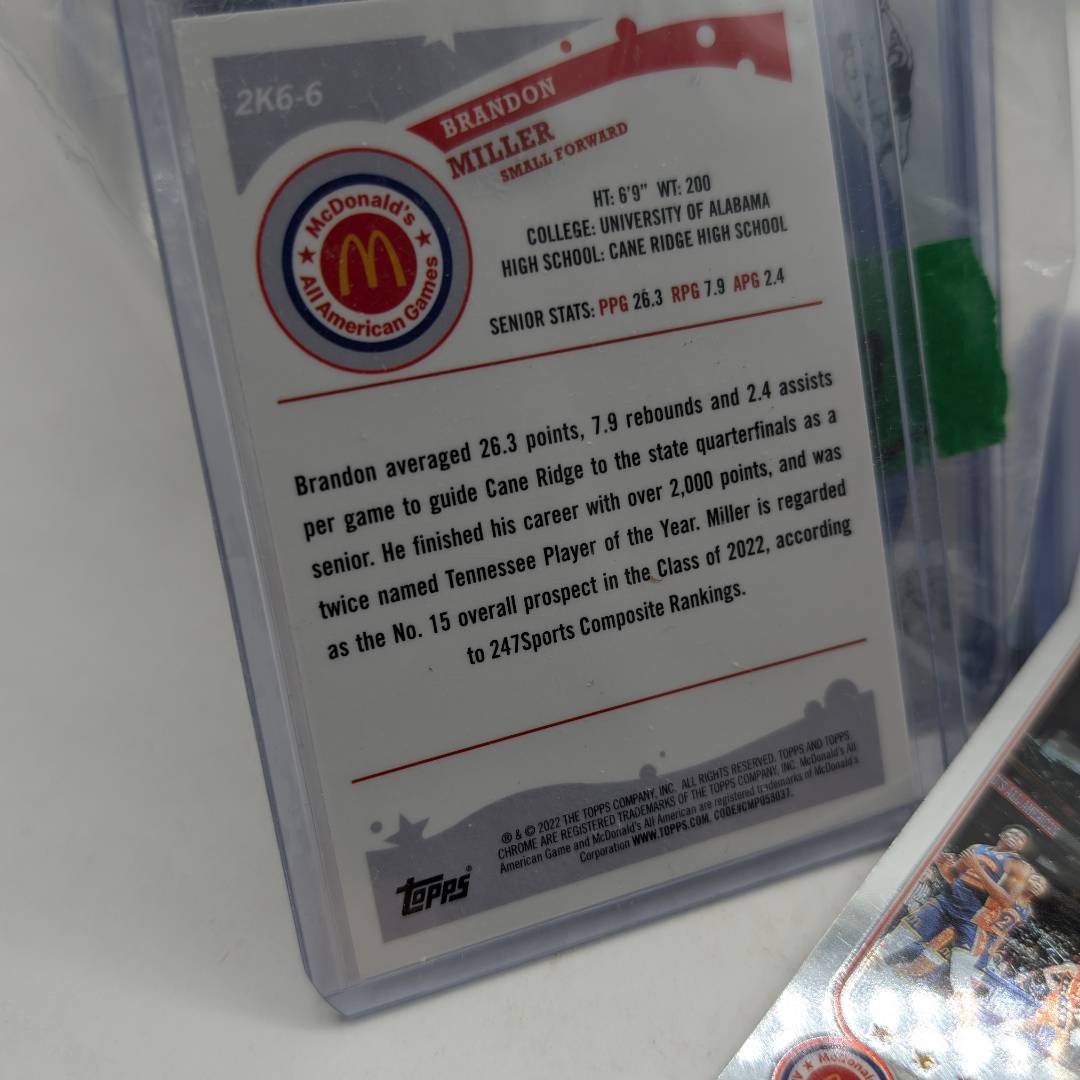 2K6-6
BRANDON
MILLER
SMALL FORWARD
McDonald's
All American Games
HT: 6'9" WT: 200
COLLEGE: UNIVERSITY OF ALABAMA
HIGH SCHOOL: CANE RIDGE HIGH SCHOOL
SENIOR STATS: PPG 26.3 RPG 7.9 APG 2.4
Brandon averaged 26.3 points, 7.9 rebounds and 2.4 assists
per game to guide Cane Ridge to the state quarterfinals as a
senior. He finished his career with over 2,000 points, and was
twice named Tennessee Player of the Year. Miller is regarded
as the No. 15 overall prospect in the Class of 2022, according
to 247Sports Composite Rankings.
® & © 2022 THE TOPPS COMPANY, INC. ALL RIGHTS RESERVED. TOPPS AND TOPPS
CHROME ARE REGISTERED TRADEMARKS OF THE TOPPS COMPANY, INC. McDonald's All
American Game and McDonald's All American are registered trademarks of McDonald's
Corporation WWW.TOPPS.COM. CODE#CMP058037.
topps®